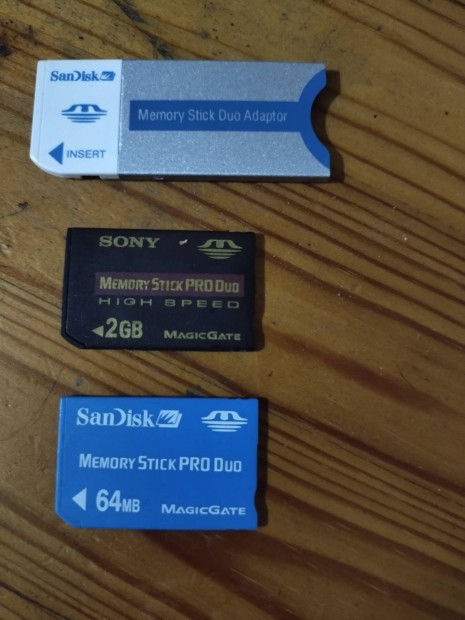 SanDisk
Memory Stick Duo Adaptor
INSERT
SONY
MEMORY STICK PRO DUO
HIGH SPEED
2GB
MAGICGATE
SanDisk
MEMORY STICK PRO DUO
64MB
MAGICGATE